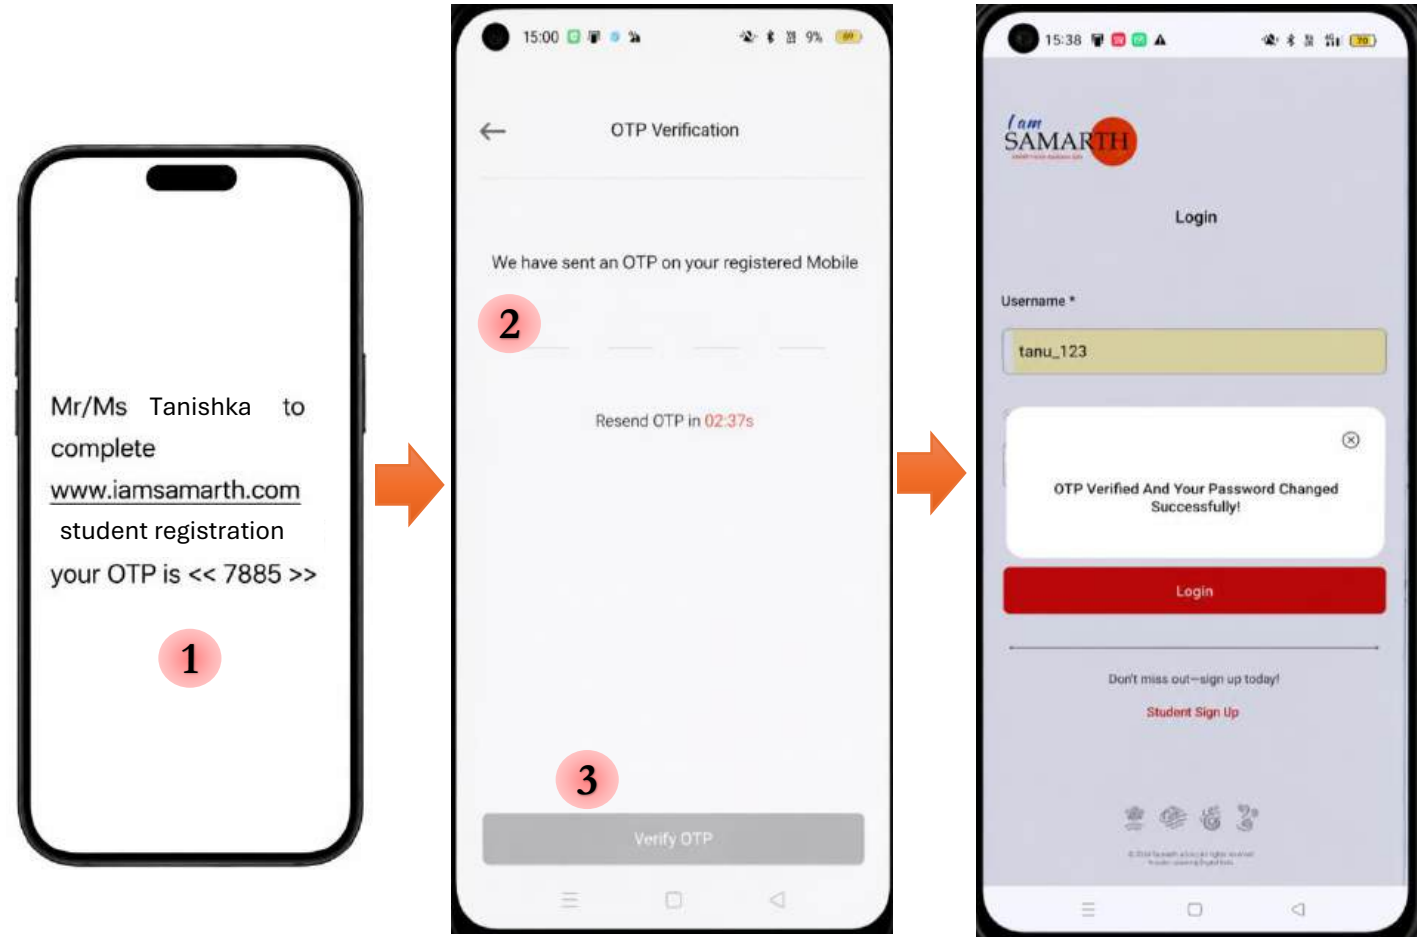 Mr/Ms Tanishka to
complete
www.iamsamarth.com
student registration
your OTP is << 7885 >>
1
15:00
9%
OTP Verification
We have sent an OTP on your registered Mobile
2
Resend OTP in 02:37s
3
Verify OTP
15:38
70
I am
SAMARTH
Login
Username *
tanu_123
OTP Verified And Your Password Changed
Successfully!
Login
Don't miss out—sign up today!
Student Sign Up